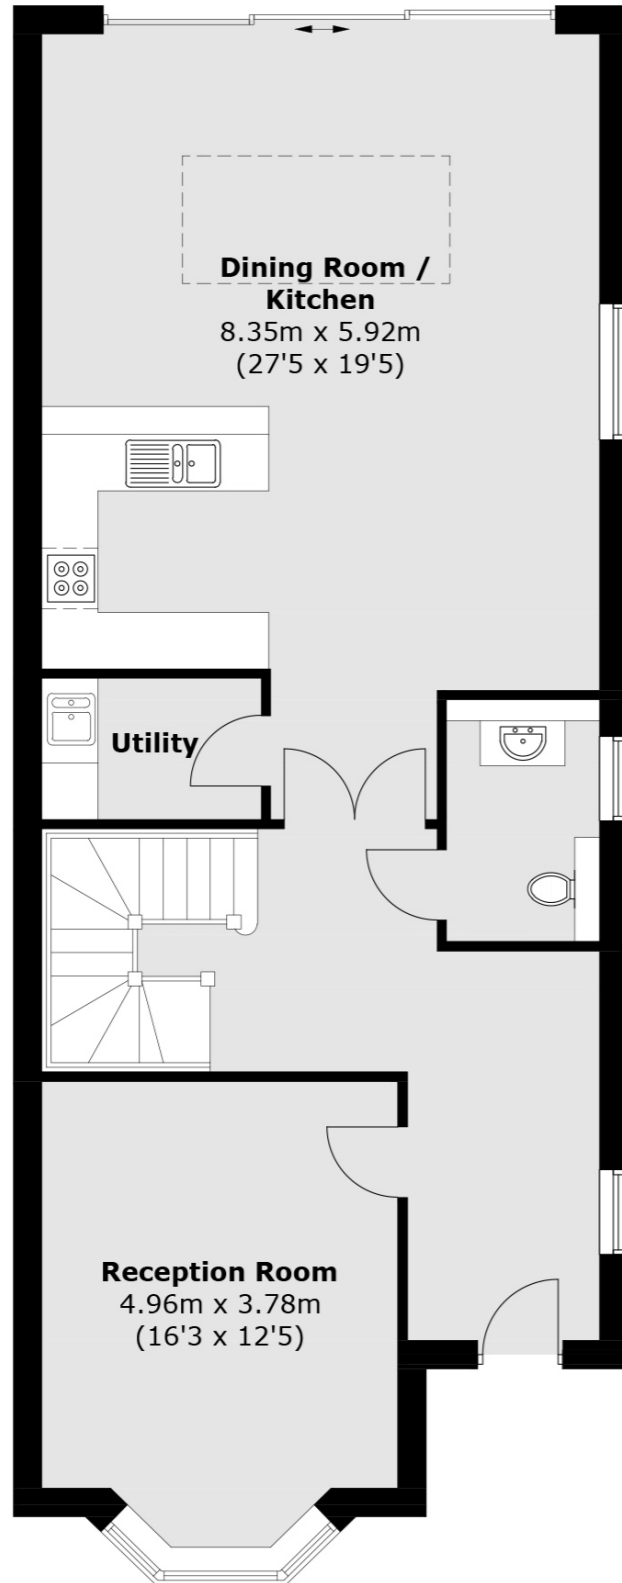 Dining Room /
Kitchen
8.35m x 5.92m
(27'5 x 19'5)
Utility
Reception Room
4.96m x 3.78m
(16'3 x 12'5)